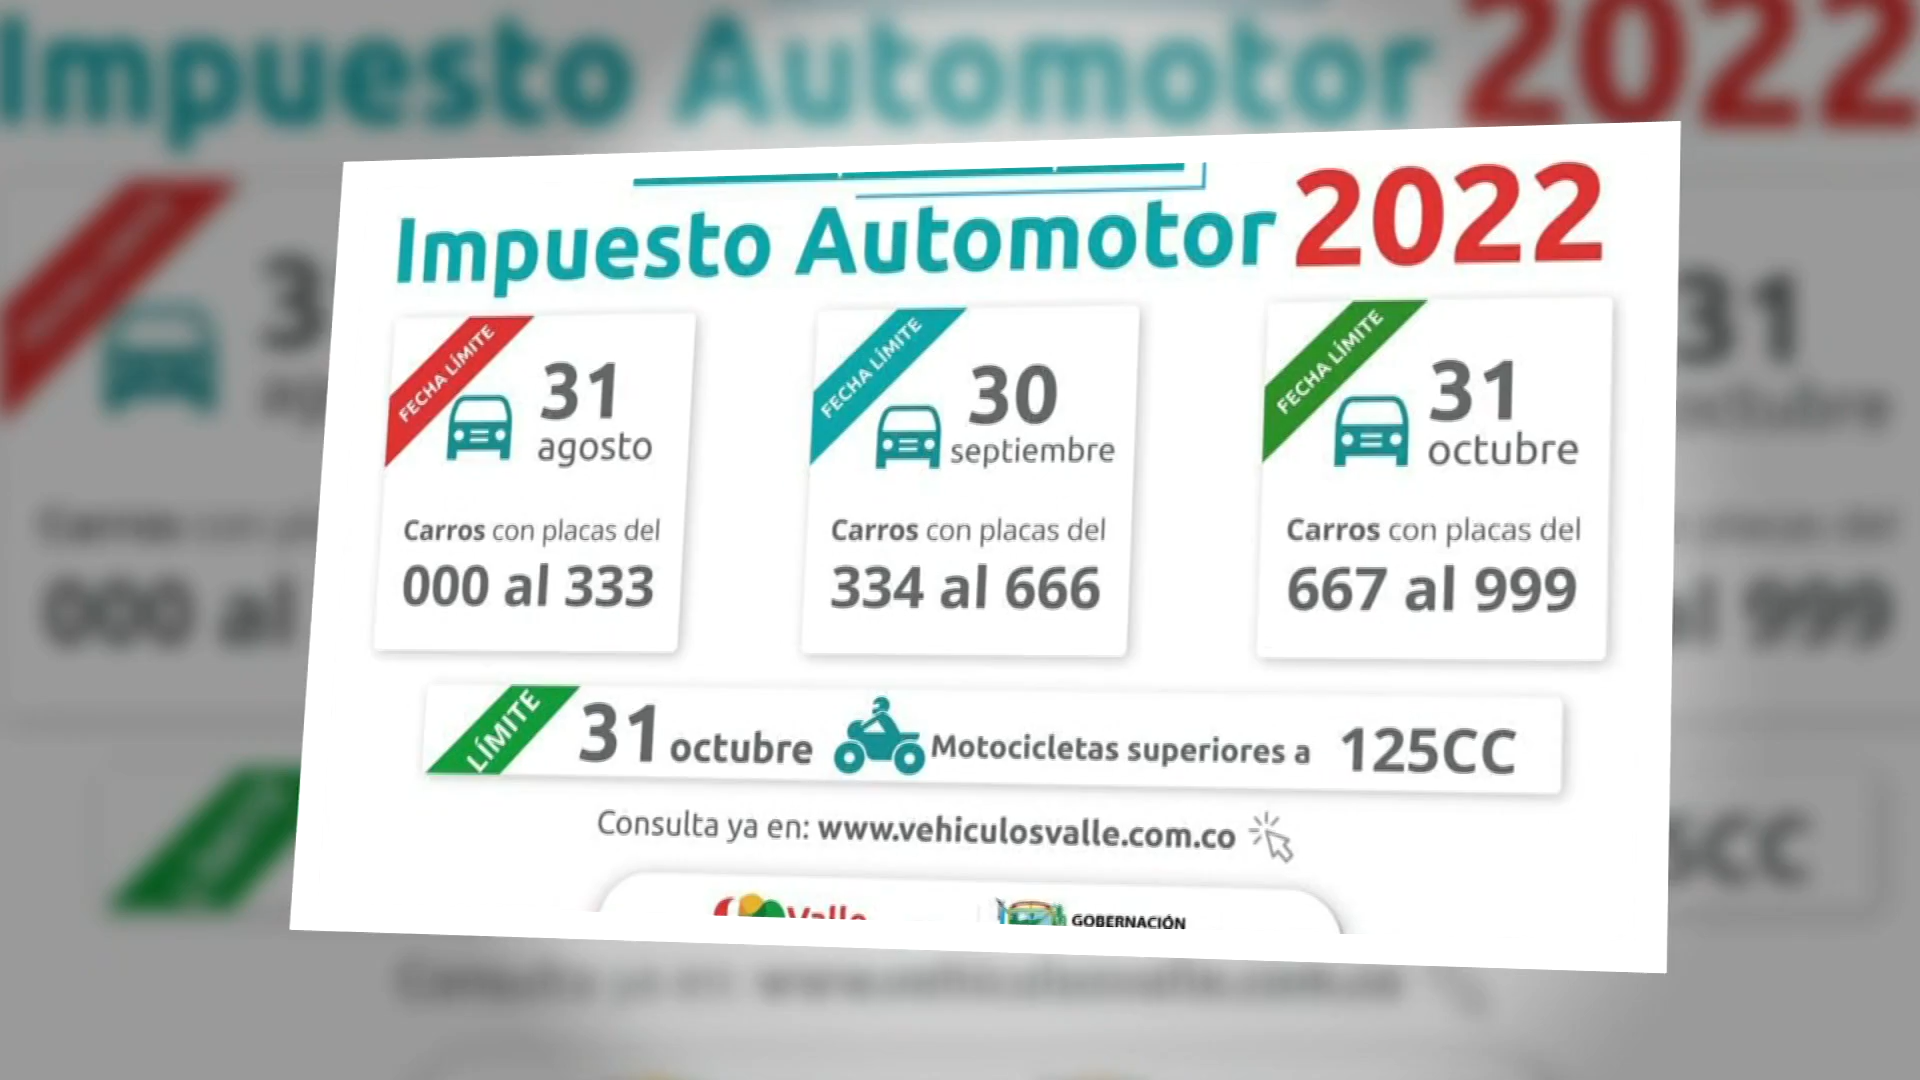 Impuesto Automotor 2022
FECHA LÍMITE
31
agosto
Carros con placas del
000 al 333
FECHA LÍMITE
30
septiembre
Carros con placas del
334 al 666
FECHA LÍMITE
31
octubre
Carros con placas del
667 al 999
LÍMITE 31 octubre Motocicletas superiores a 125CC
Consulta ya en: www.vehiculosvalle.com.co
Valle GOBERNACIÓN